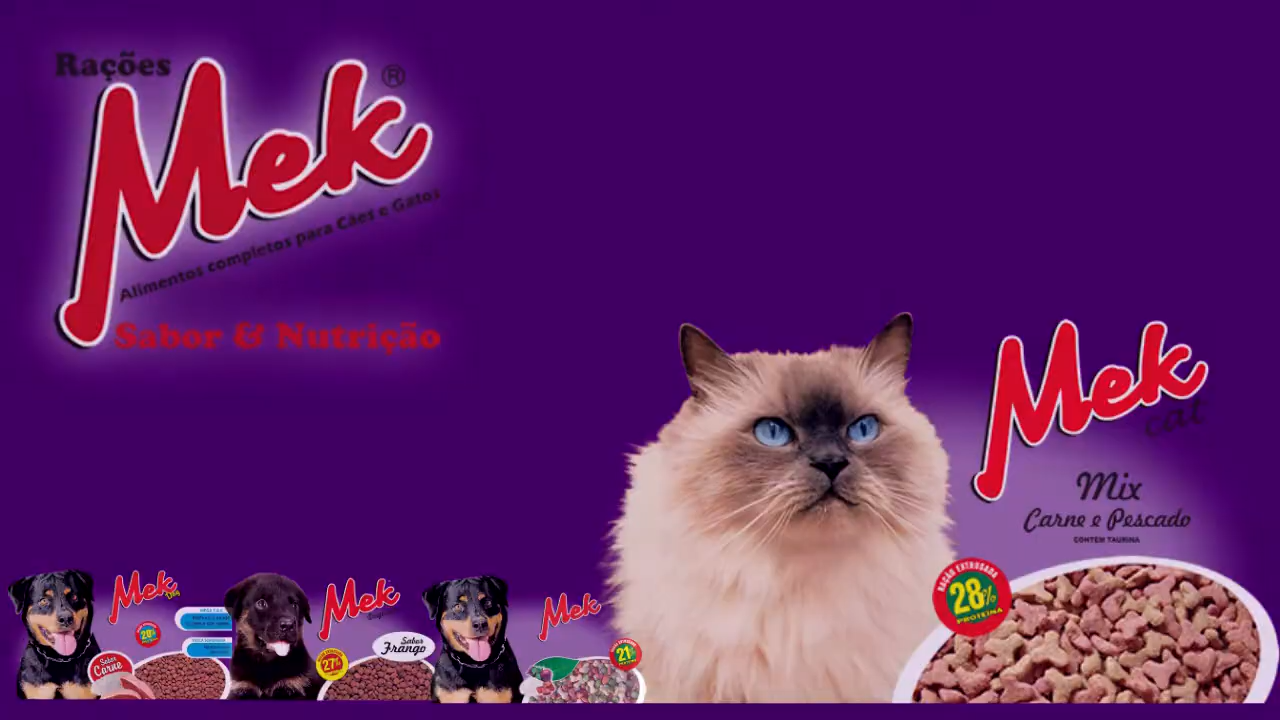 Rações
Mek®
Alimentos completos para Cães e Gatos
Sabor & Nutrição
Mek
cat
Mix
Carne e Pescado
CONTÉM TAURINA
RAÇÃO EXTRUSADA
28%
PROTEÍNA
Mek
Dog
Sabor
Carne
Mek
27%
Sabor
Frango
Mek
21%